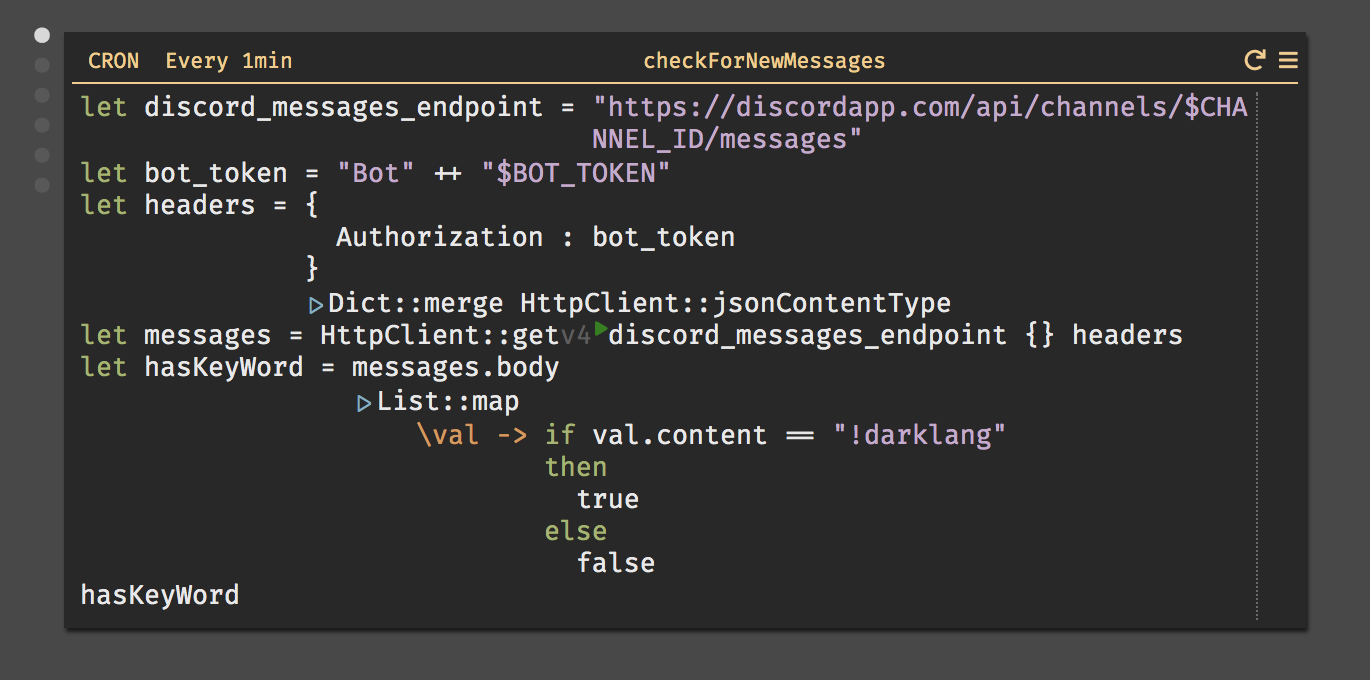 CRON Every 1min checkForNewMessages
let discord_messages_endpoint = "https://discordapp.com/api/channels/$CHA
NNEL_ID/messages"
let bot_token = "Bot" ++ "$BOT_TOKEN"
let headers = {
Authorization : bot_token
}
▷Dict::merge HttpClient::jsonContentType
let messages = HttpClient::getv4▶discord_messages_endpoint {} headers
let hasKeyWord = messages.body
▷List::map
\val -> if val.content == "!darklang"
then
true
else
false
hasKeyWord